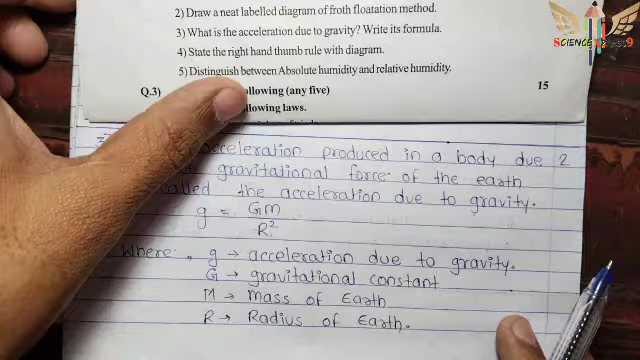 SCIENCE
9
2) Draw a neat labelled diagram of froth floatation method.
3) What is the acceleration due to gravity? Write its formula.
4) State the right hand thumb rule with diagram.
5) Distinguish between Absolute humidity and relative humidity.
Q.3) following (any five) 15
following laws.
acceleration produced in a body due 2
gravitational force of the earth
called the acceleration due to gravity.
g = GM
R²
Where, g → acceleration due to gravity.
G → gravitational constant
M → Mass of Earth
R → Radius of Earth.